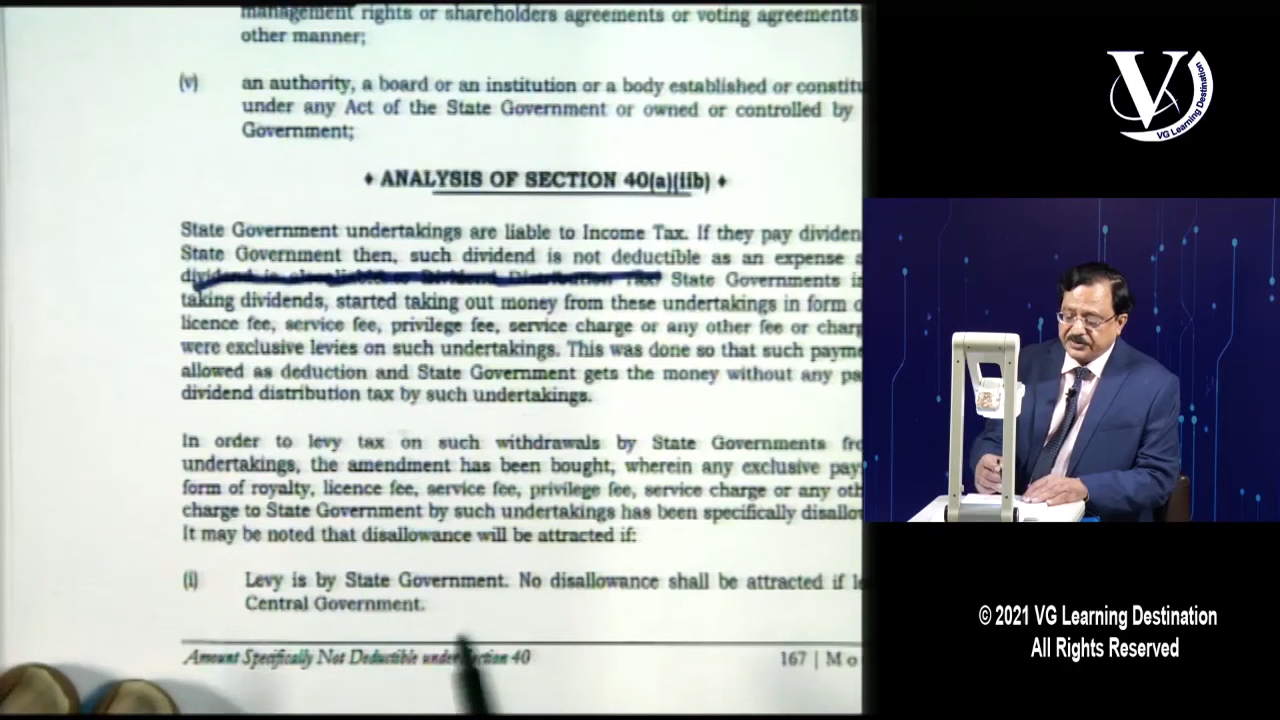 management rights or shareholders agreements or voting agreements
other manner;
(v) an authority, a board or an institution or a body established or constitu
under any Act of the State Government or owned or controlled by
Government;
♦ ANALYSIS OF SECTION 40(a)(iib) ♦
State Government undertakings are liable to Income Tax. If they pay dividen
State Government then, such dividend is not deductible as an expense a
dividend is also liable Dividend Distribution Tax State Governments i
taking dividends, started taking out money from these undertakings in form o
licence fee, service fee, privilege fee, service charge or any other fee or charg
were exclusive levies on such undertakings. This was done so that such payme
allowed as deduction and State Government gets the money without any pa
dividend distribution tax by such undertakings.
In order to levy tax on such withdrawals by State Governments fro
undertakings, the amendment has been bought, wherein any exclusive pay
form of royalty, licence fee, service fee, privilege fee, service charge or any oth
charge to State Government by such undertakings has been specifically disallo
It may be noted that disallowance will be attracted if:
(i) Levy is by State Government. No disallowance shall be attracted if le
Central Government.
Amount Specifically Not Deductible under Section 40 167 | M o
V
VG Learning Destination
© 2021 VG Learning Destination
All Rights Reserved